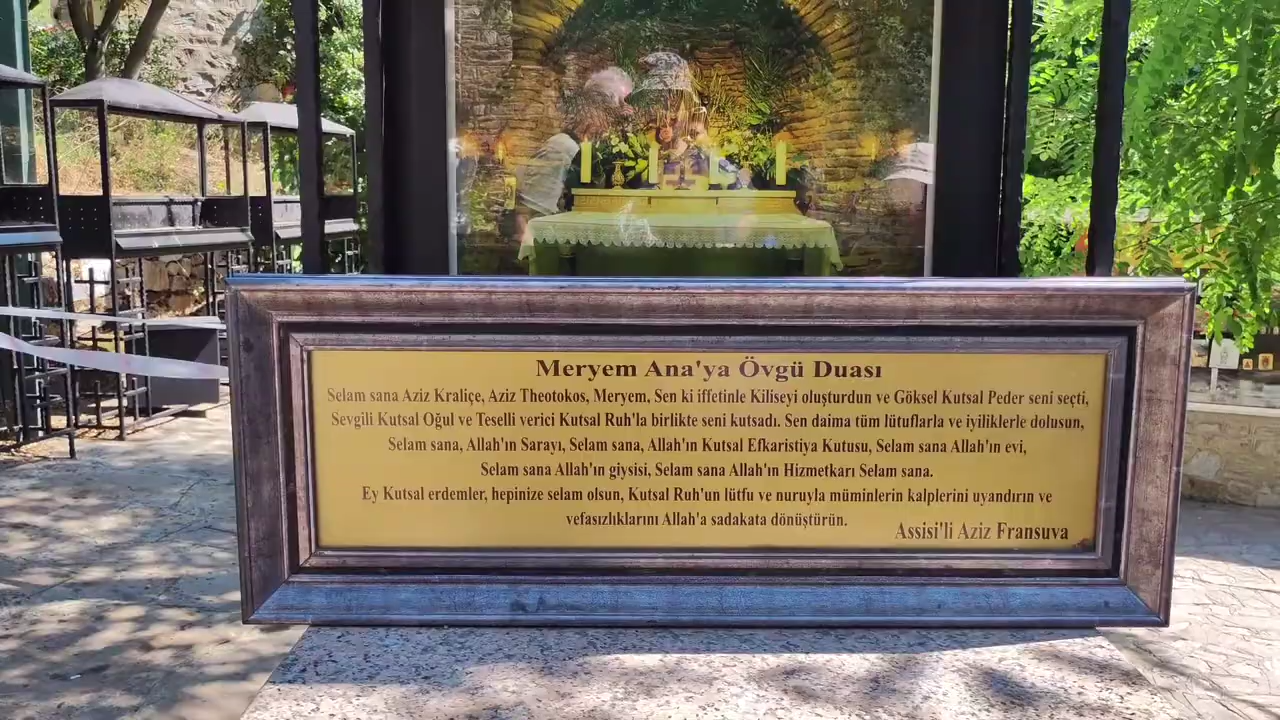 Meryem Ana'ya Övgü Duası
Selam sana Aziz Kraliçe, Aziz Theotokos, Meryem, Sen ki iffetinle Kiliseyi oluşturdun ve Göksel Kutsal Peder seni seçti,
Sevgili Kutsal Oğul ve Teselli verici Kutsal Ruh'la birlikte seni kutsadı. Sen daima tüm lütuflarla ve iyiliklerle dolusun,
Selam sana, Allah'ın Sarayı, Selam sana, Allah'ın Kutsal Efkaristiya Kutusu, Selam sana Allah'ın evi,
Selam sana Allah'ın giysisi, Selam sana Allah'ın Hizmetkarı Selam sana.
Ey Kutsal erdemler, hepinize selam olsun, Kutsal Ruh'un lütfu ve nuruyla müminlerin kalplerini uyandırın ve
vefasızlıklarını Allah'a sadakata dönüştürün.
Assisi'li Aziz Fransuva